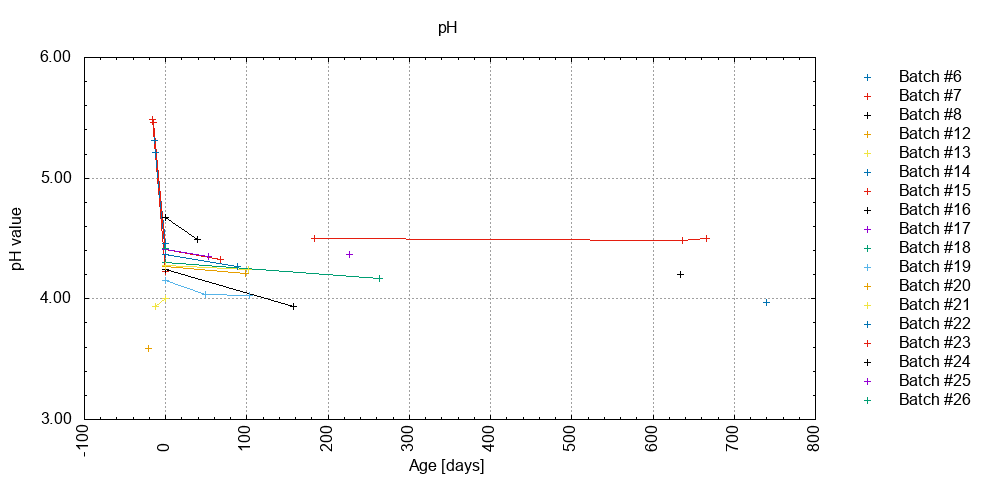 pH
6.00
5.00
4.00
3.00
pH value
-100
0
100
200
300
400
500
600
700
800
Age [days]
Batch #6
Batch #7
Batch #8
Batch #12
Batch #13
Batch #14
Batch #15
Batch #16
Batch #17
Batch #18
Batch #19
Batch #20
Batch #21
Batch #22
Batch #23
Batch #24
Batch #25
Batch #26